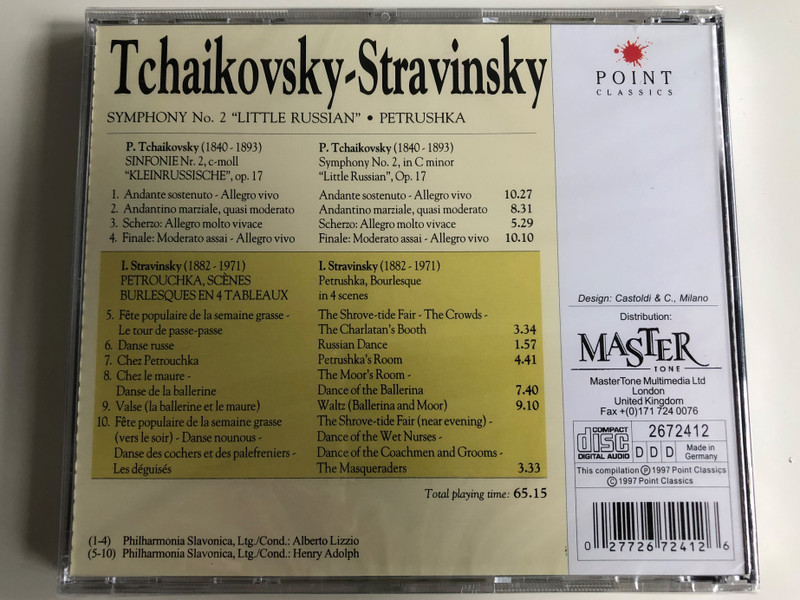 Tchaikovsky-Stravinsky
SYMPHONY No. 2 “LITTLE RUSSIAN” • PETRUSHKA
P. Tchaikovsky (1840 - 1893)
SINFONIE Nr. 2, c-moll
“KLEINRUSSISCHE”, op. 17
P. Tchaikovsky (1840 - 1893)
Symphony No. 2, in C minor
“Little Russian”, Op. 17
1. Andante sostenuto - Allegro vivo Andante sostenuto - Allegro vivo 10.27
2. Andantino marziale, quasi moderato Andantino marziale, quasi moderato 8.31
3. Scherzo: Allegro molto vivace Scherzo: Allegro molto vivace 5.29
4. Finale: Moderato assai - Allegro vivo Finale: Moderato assai - Allegro vivo 10.10
I. Stravinsky (1882 - 1971)
PETROUCHKA, SCÈNES
BURLESQUES EN 4 TABLEAUX
I. Stravinsky (1882 - 1971)
Petrushka, Bourlesque
in 4 scenes
5. Fête populaire de la semaine grasse - The Shrove-tide Fair - The Crowds -
Le tour de passe-passe The Charlatan's Booth 3.34
6. Danse russe Russian Dance 1.57
7. Chez Petrouchka Petrushka's Room 4.41
8. Chez le maure - The Moor's Room -
Danse de la ballerine Dance of the Ballerina 7.40
9. Valse (la ballerine et le maure) Waltz (Ballerina and Moor) 9.10
10. Fête populaire de la semaine grasse The Shrove-tide Fair (near evening) -
(vers le soir) - Danse nounous - Dance of the Wet Nurses -
Danse des cochers et des palefreniers - Dance of the Coachmen and Grooms -
Les déguisés The Masqueraders 3.33
Total playing time: 65.15
(1-4) Philharmonia Slavonica, Ltg./Cond.: Alberto Lizzio
(5-10) Philharmonia Slavonica, Ltg./Cond.: Henry Adolph
POINT
CLASSICS
Design: Castoldi & C., Milano
Distribution:
MASTER
TONE
MasterTone Multimedia Ltd
London
United Kingdom
Fax +(0)171 724 0076
COMPACT
disc
DIGITAL AUDIO
2672412
D D D
Made in
Germany
This compilation ℗ 1997 Point Classics
© 1997 Point Classics
0 27726 72412 6